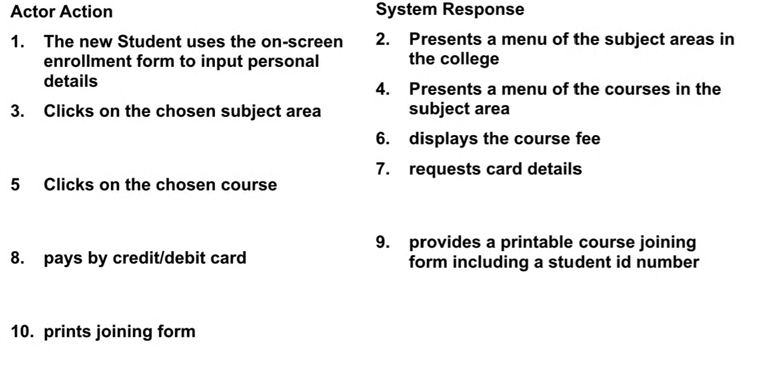 Actor Action
1. The new Student uses the on-screen
enrollment form to input personal
details
3. Clicks on the chosen subject area
5 Clicks on the chosen course
8. pays by credit/debit card
10. prints joining form
System Response
2. Presents a menu of the subject areas in
the college
4. Presents a menu of the courses in the
subject area
6. displays the course fee
7. requests card details
9. provides a printable course joining
form including a student id number